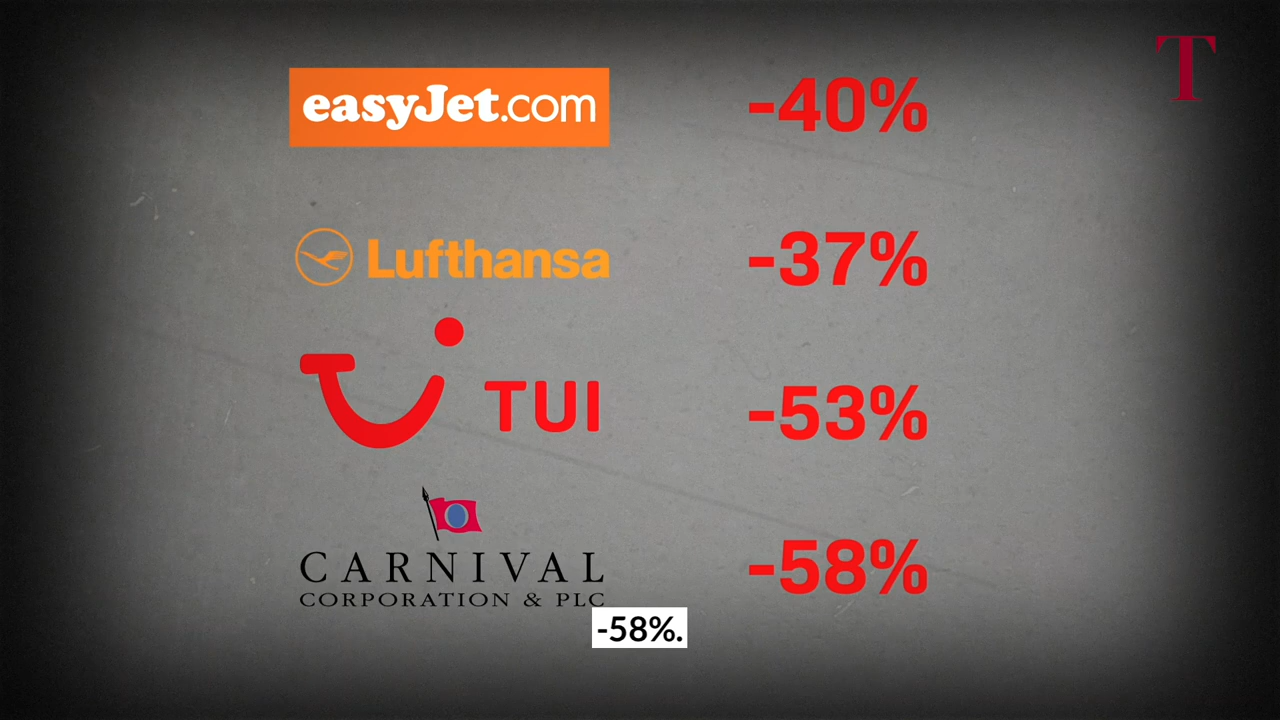 T
easyJet.com -40%
Lufthansa -37%
TUI -53%
CARNIVAL
CORPORATION & PLC
-58%
-58%.